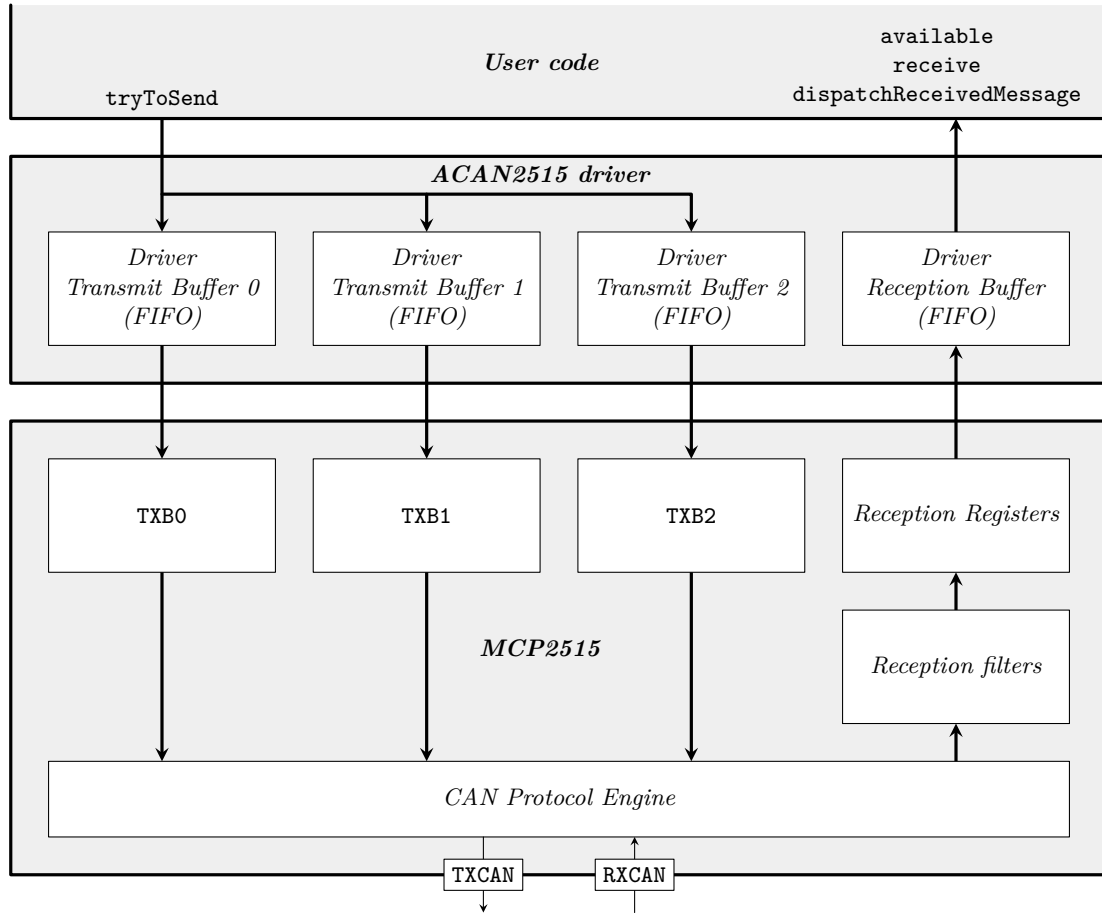 User code
tryToSend
available
receive
dispatchReceivedMessage
ACAN2515 driver
Driver
Transmit Buffer 0
(FIFO)
Driver
Transmit Buffer 1
(FIFO)
Driver
Transmit Buffer 2
(FIFO)
Driver
Reception Buffer
(FIFO)
TXB0
TXB1
TXB2
Reception Registers
MCP2515
Reception filters
CAN Protocol Engine
TXCAN
RXCAN